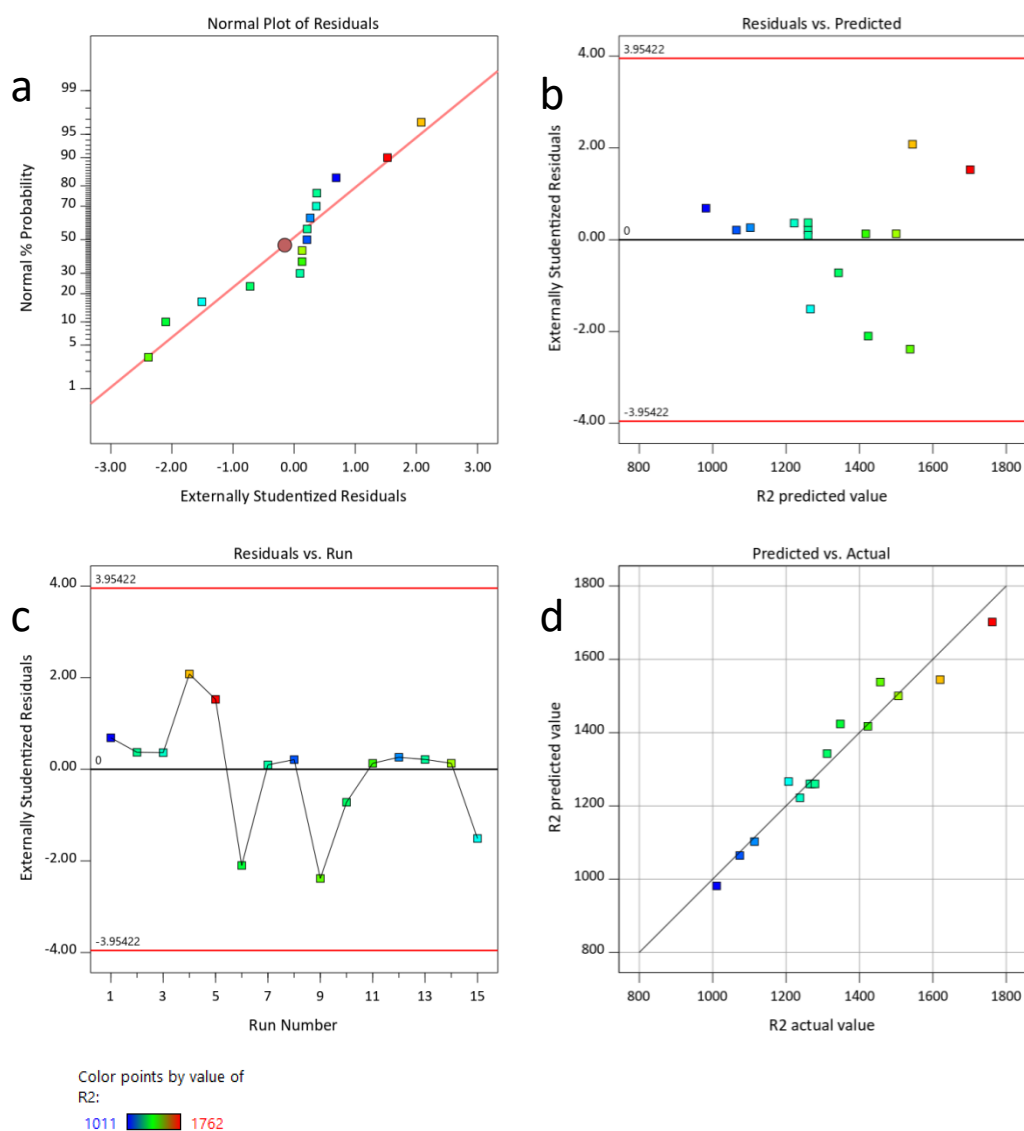 Normal Plot of Residuals
a
Normal % Probability
99
95
90
80
70
50
30
20
10
5
1
-3.00 -2.00 -1.00 0.00 1.00 2.00 3.00
Externally Studentized Residuals
Residuals vs. Predicted
b
Externally Studentized Residuals
4.00
2.00
0.00
-2.00
-4.00
3.95422
0
-3.95422
800 1000 1200 1400 1600 1800
R2 predicted value
Residuals vs. Run
c
Externally Studentized Residuals
4.00
2.00
0.00
-2.00
-4.00
3.95422
0
-3.95422
1 3 5 7 9 11 13 15
Run Number
Predicted vs. Actual
d
R2 predicted value
1800
1600
1400
1200
1000
800
800 1000 1200 1400 1600 1800
R2 actual value
Color points by value of
R2:
1011 1762